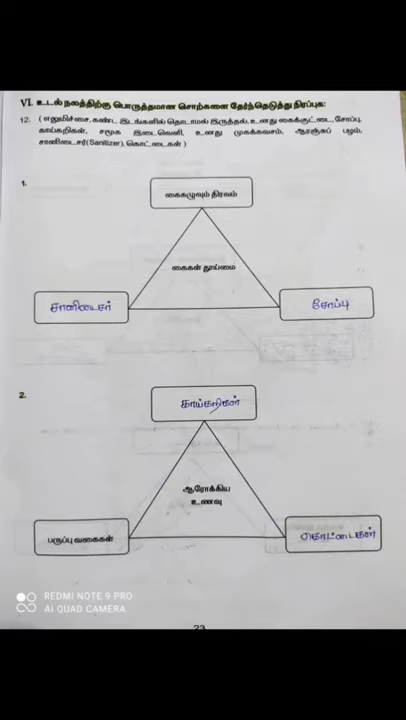 VI. உடல் நலத்திற்கு பொருத்தமான சொற்களை தேர்ந்தெடுத்து நிரப்புக:
12. ( எலுமிச்சை, கண்ட இடங்களில் தொடாமல் இருத்தல், உனது கைக்குட்டை, சோப்பு,
காய்கறிகள், சமூக இடைவெளி, உனது முகக்கவசம், ஆரஞ்சுப் பழம்,
சானிடைசர்(Sanitizer), கொட்டைகள் )
1.
கைகழுவும் திரவம்
கைகள் தூய்மை
சானிடைசர்
சோப்பு
2.
காய்கறிகள்
ஆரோக்கிய
உணவு
பருப்பு வகைகள்
கொட்டைகள்
REDMI NOTE 9 PRO
AI QUAD CAMERA
23